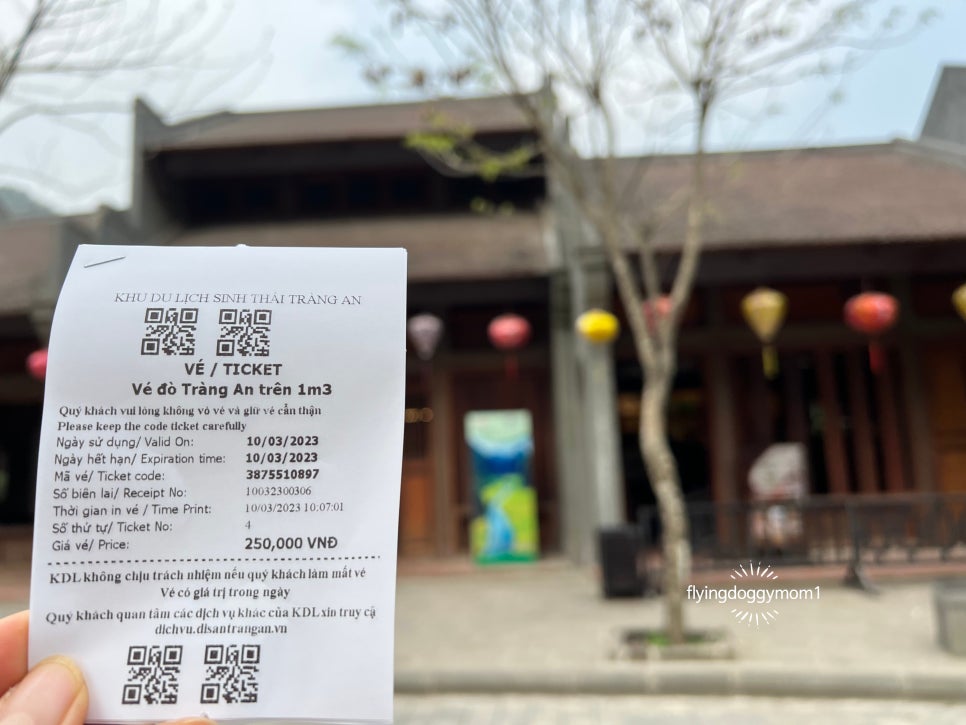 KHU DU LỊCH SINH THÁI TRÀNG AN
VÉ / TICKET
Vé đò Tràng An trên 1m3
Quý khách vui lòng không vò vé và giữ vé cẩn thận
Please keep the code ticket carefully
Ngày sử dụng/ Valid On: 10/03/2023
Ngày hết hạn/ Expiration time: 10/03/2023
Mã vé/ Ticket code: 3875510897
Số biên lai/ Receipt No: 10032300306
Thời gian in vé / Time Print: 10/03/2023 10:07:01
Số thứ tự/ Ticket No: 4
Giá vé/ Price: 250,000 VNĐ
KDL không chịu trách nhiệm nếu quý khách làm mất vé
Vé có giá trị trong ngày
Quý khách quan tâm các dịch vụ khác của KDL xin truy cậ
dichvu.disantrangan.vn
flyingdoggymom1